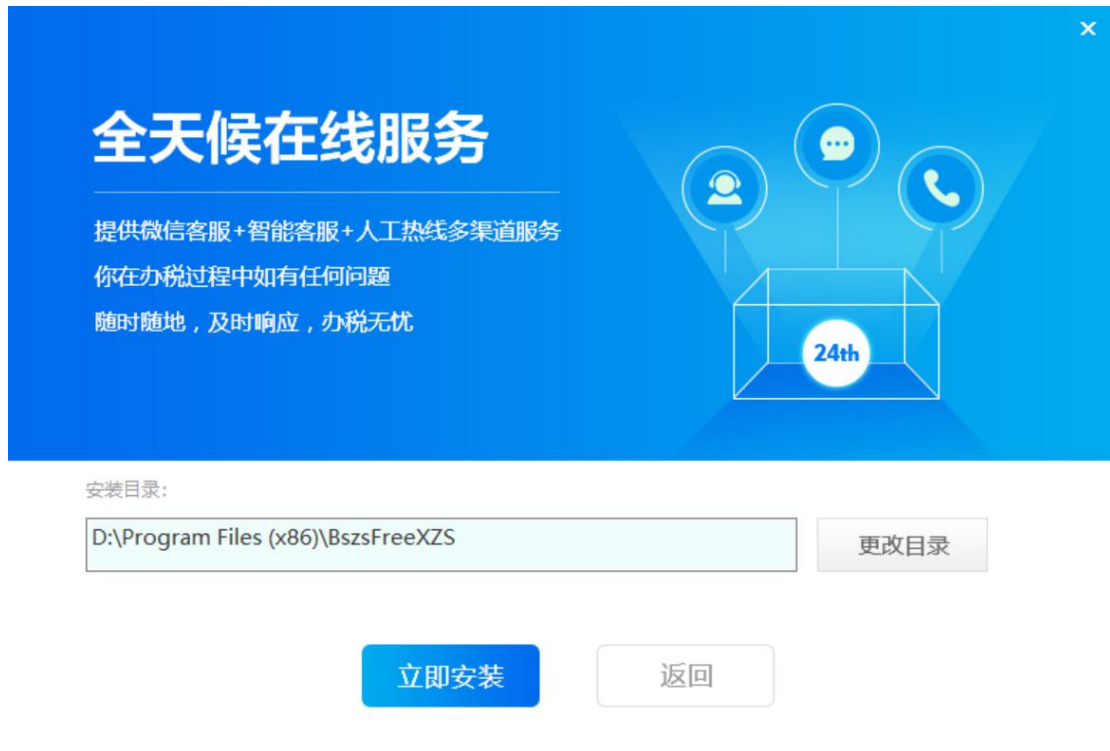 全天候在线服务
提供微信客服+智能客服+人工热线多渠道服务
你在办税过程中如有任何问题
随时随地，及时响应，办税无忧
24th
安装目录:
D:\Program Files (x86)\BszsFreeXZS
更改目录
立即安装
返回